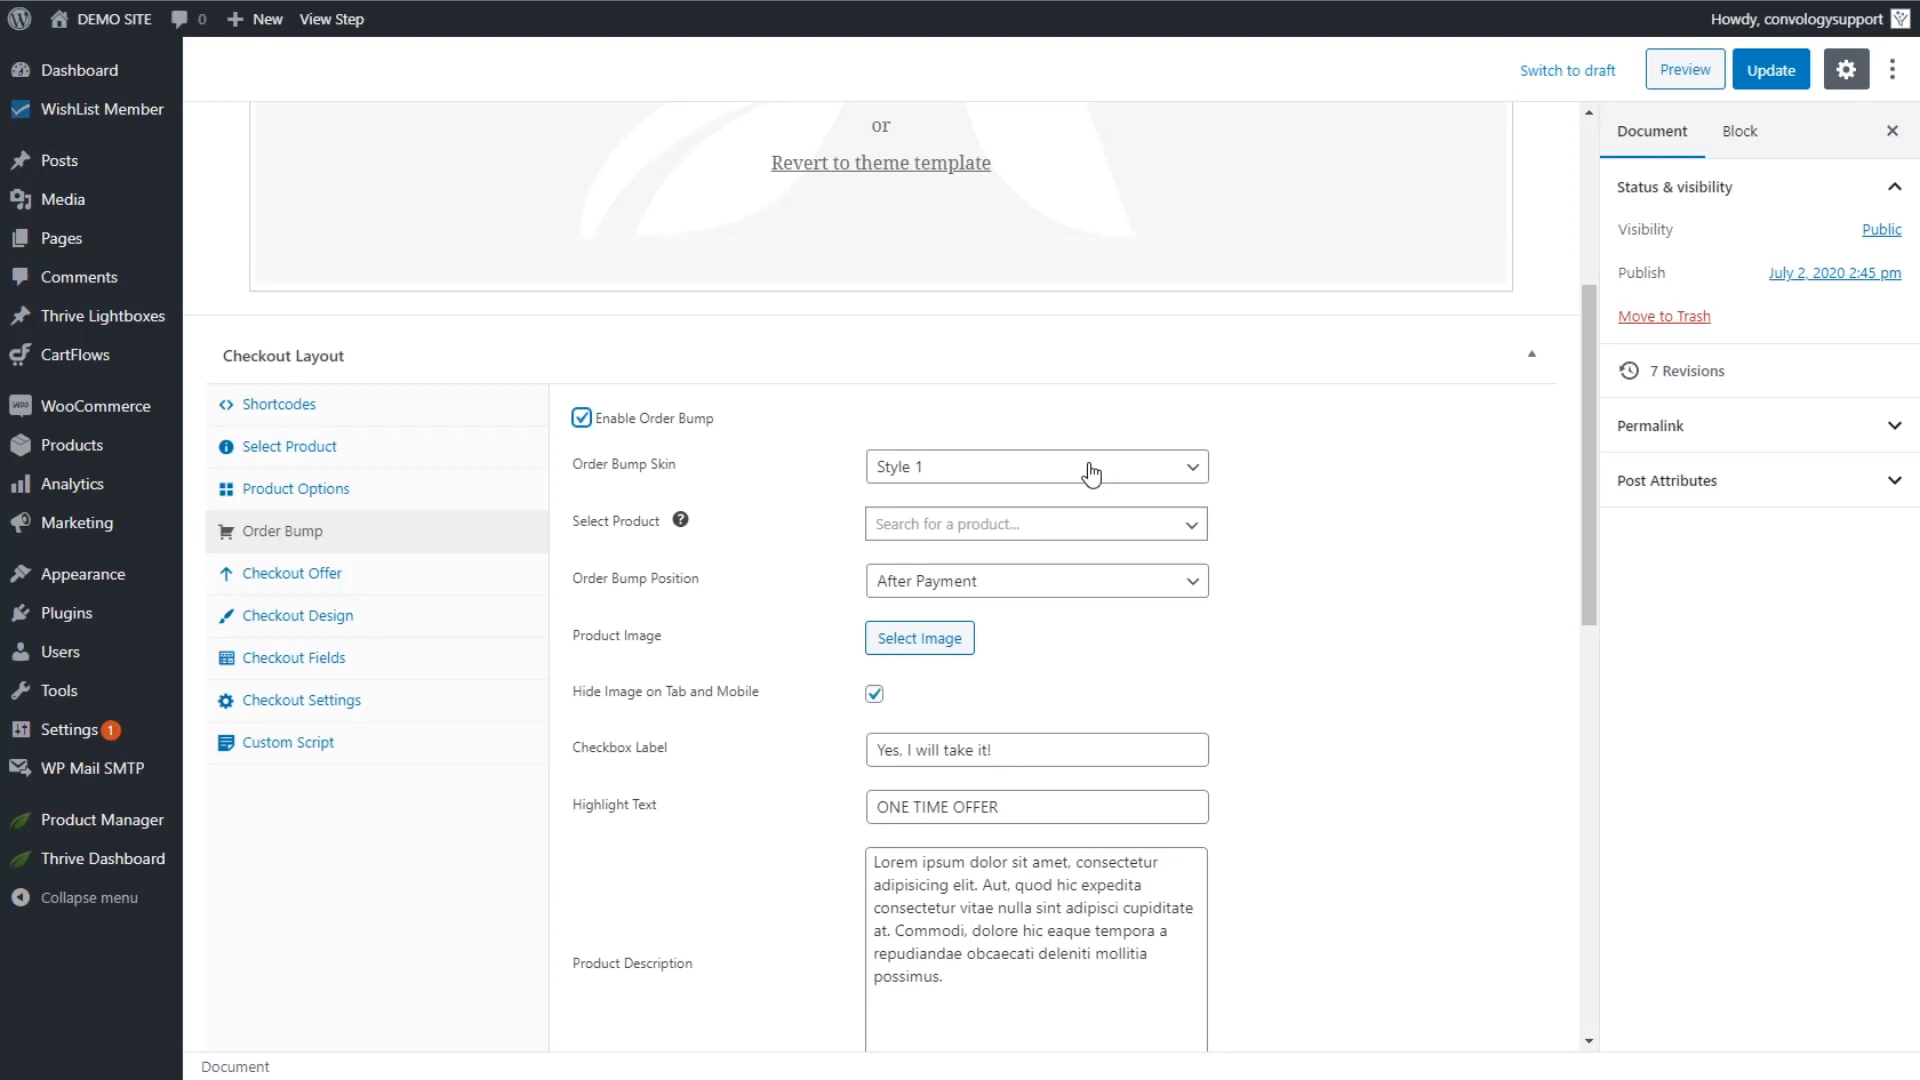 DEMO SITE 0 New View Step Howdy, convologysupport
Dashboard
WishList Member
Posts
Media
Pages
Comments
Thrive Lightboxes
CartFlows
WOO WooCommerce
Products
Analytics
Marketing
Appearance
Plugins
Users
Tools
Settings 1
WP Mail SMTP
Product Manager
Thrive Dashboard
Collapse menu
Switch to draft Preview Update
or
Revert to theme template
Checkout Layout
Shortcodes
Select Product
Product Options
Order Bump
Checkout Offer
Checkout Design
Checkout Fields
Checkout Settings
Custom Script
Enable Order Bump
Order Bump Skin Style 1
Select Product ? Search for a product...
Order Bump Position After Payment
Product Image Select Image
Hide Image on Tab and Mobile
Checkbox Label Yes, I will take it!
Highlight Text ONE TIME OFFER
Product Description
Lorem ipsum dolor sit amet, consectetur
adipisicing elit. Aut, quod hic expedita
consectetur vitae nulla sint adipisci cupiditate
at. Commodi, dolore hic eaque tempora a
repudiandae obcaecati deleniti mollitia
possimus.
Document Block
Status & visibility
Visibility Public
Publish July 2, 2020 2:45 pm
Move to Trash
7 Revisions
Permalink
Post Attributes
Document